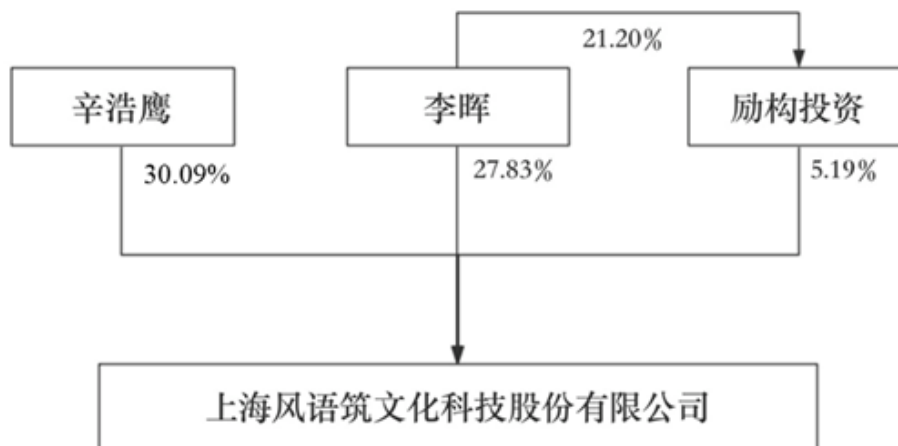 21.20%
辛浩鹰
李晖
励构投资
30.09%
27.83%
5.19%
上海风语筑文化科技股份有限公司